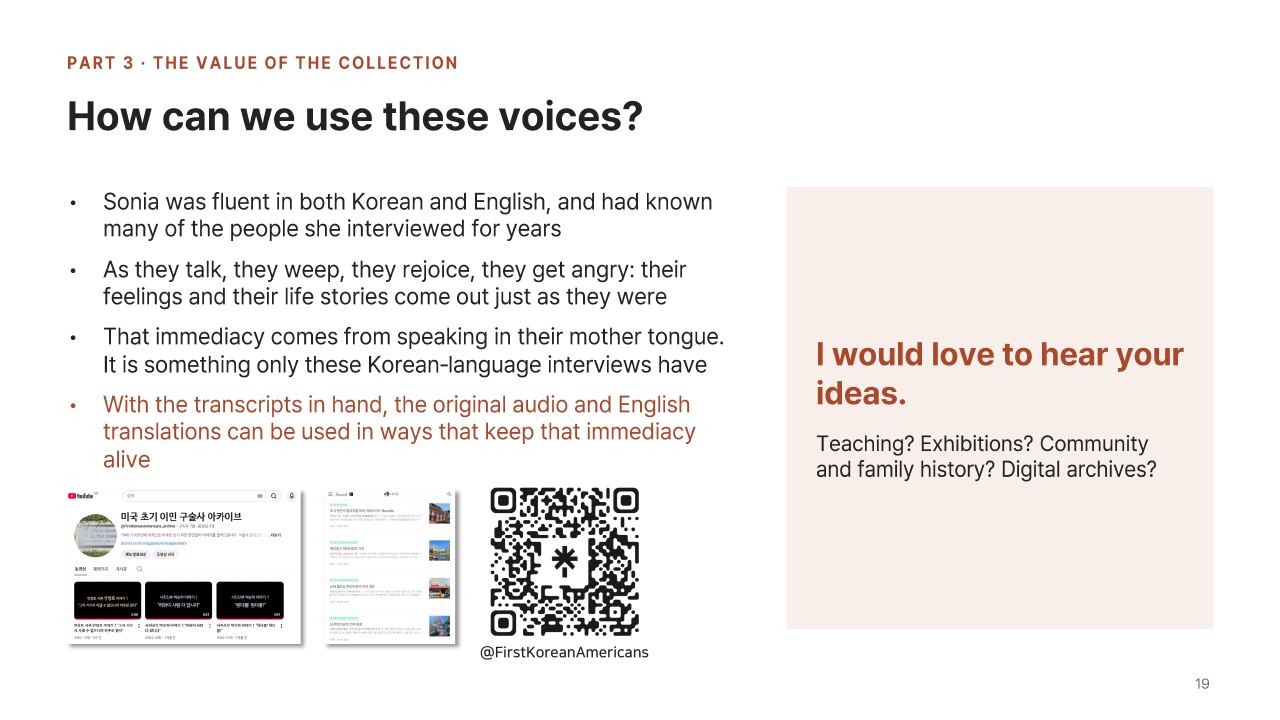 PART 3 · THE VALUE OF THE COLLECTION
How can we use these voices?
• Sonia was fluent in both Korean and English, and had known
many of the people she interviewed for years
• As they talk, they weep, they rejoice, they get angry: their
feelings and their life stories come out just as they were
• That immediacy comes from speaking in their mother tongue.
It is something only these Korean-language interviews have
• With the transcripts in hand, the original audio and English
translations can be used in ways that keep that immediacy
alive
I would love to hear your
ideas.
Teaching? Exhibitions? Community
and family history? Digital archives?
YouTube
검색
미국 초기 이민 구술사 아카이브
@FirstKoreanAmericans
19